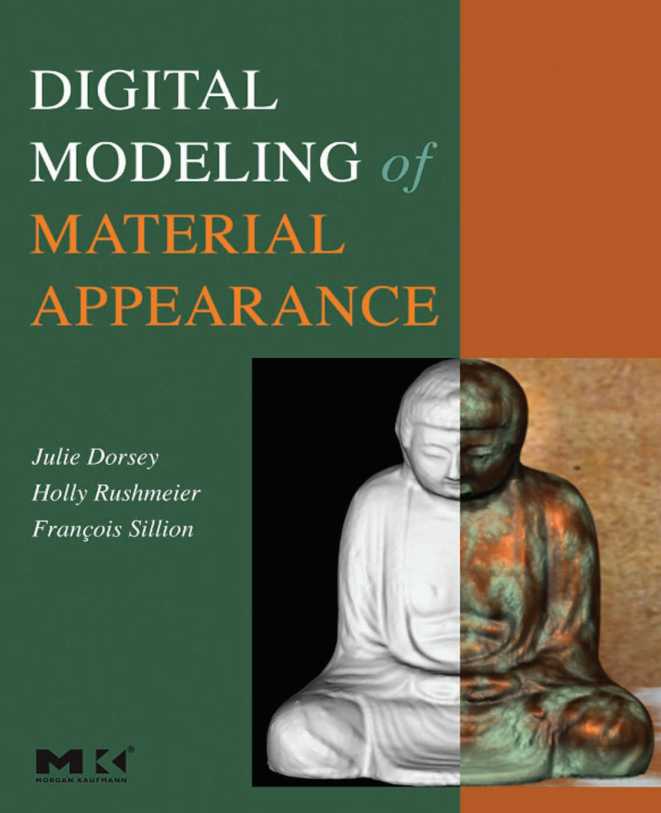 DIGITAL
MODELING of
MATERIAL
APPEARANCE
Julie Dorsey
Holly Rushmeier
François Sillion
MK®
MORGAN KAUFMANN